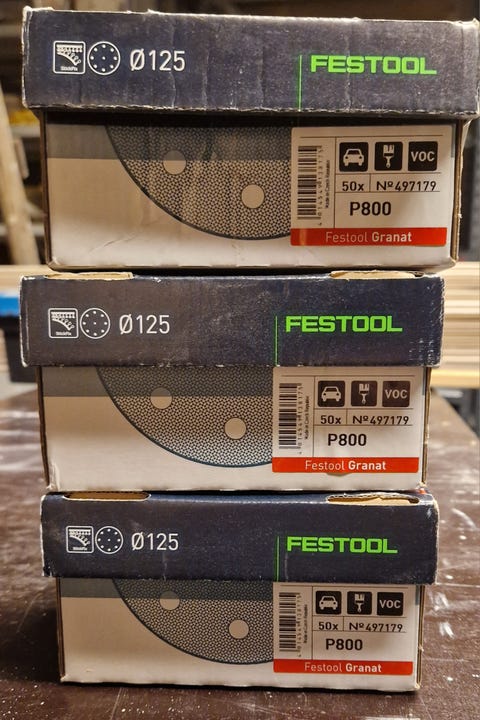 Ø125
FESTOOL
VOC
50x №497179
P800
Festool Granat
Ø125
FESTOOL
VOC
50x №497179
P800
Festool Granat
Ø125
FESTOOL
VOC
50x №497179
P800
Festool Granat